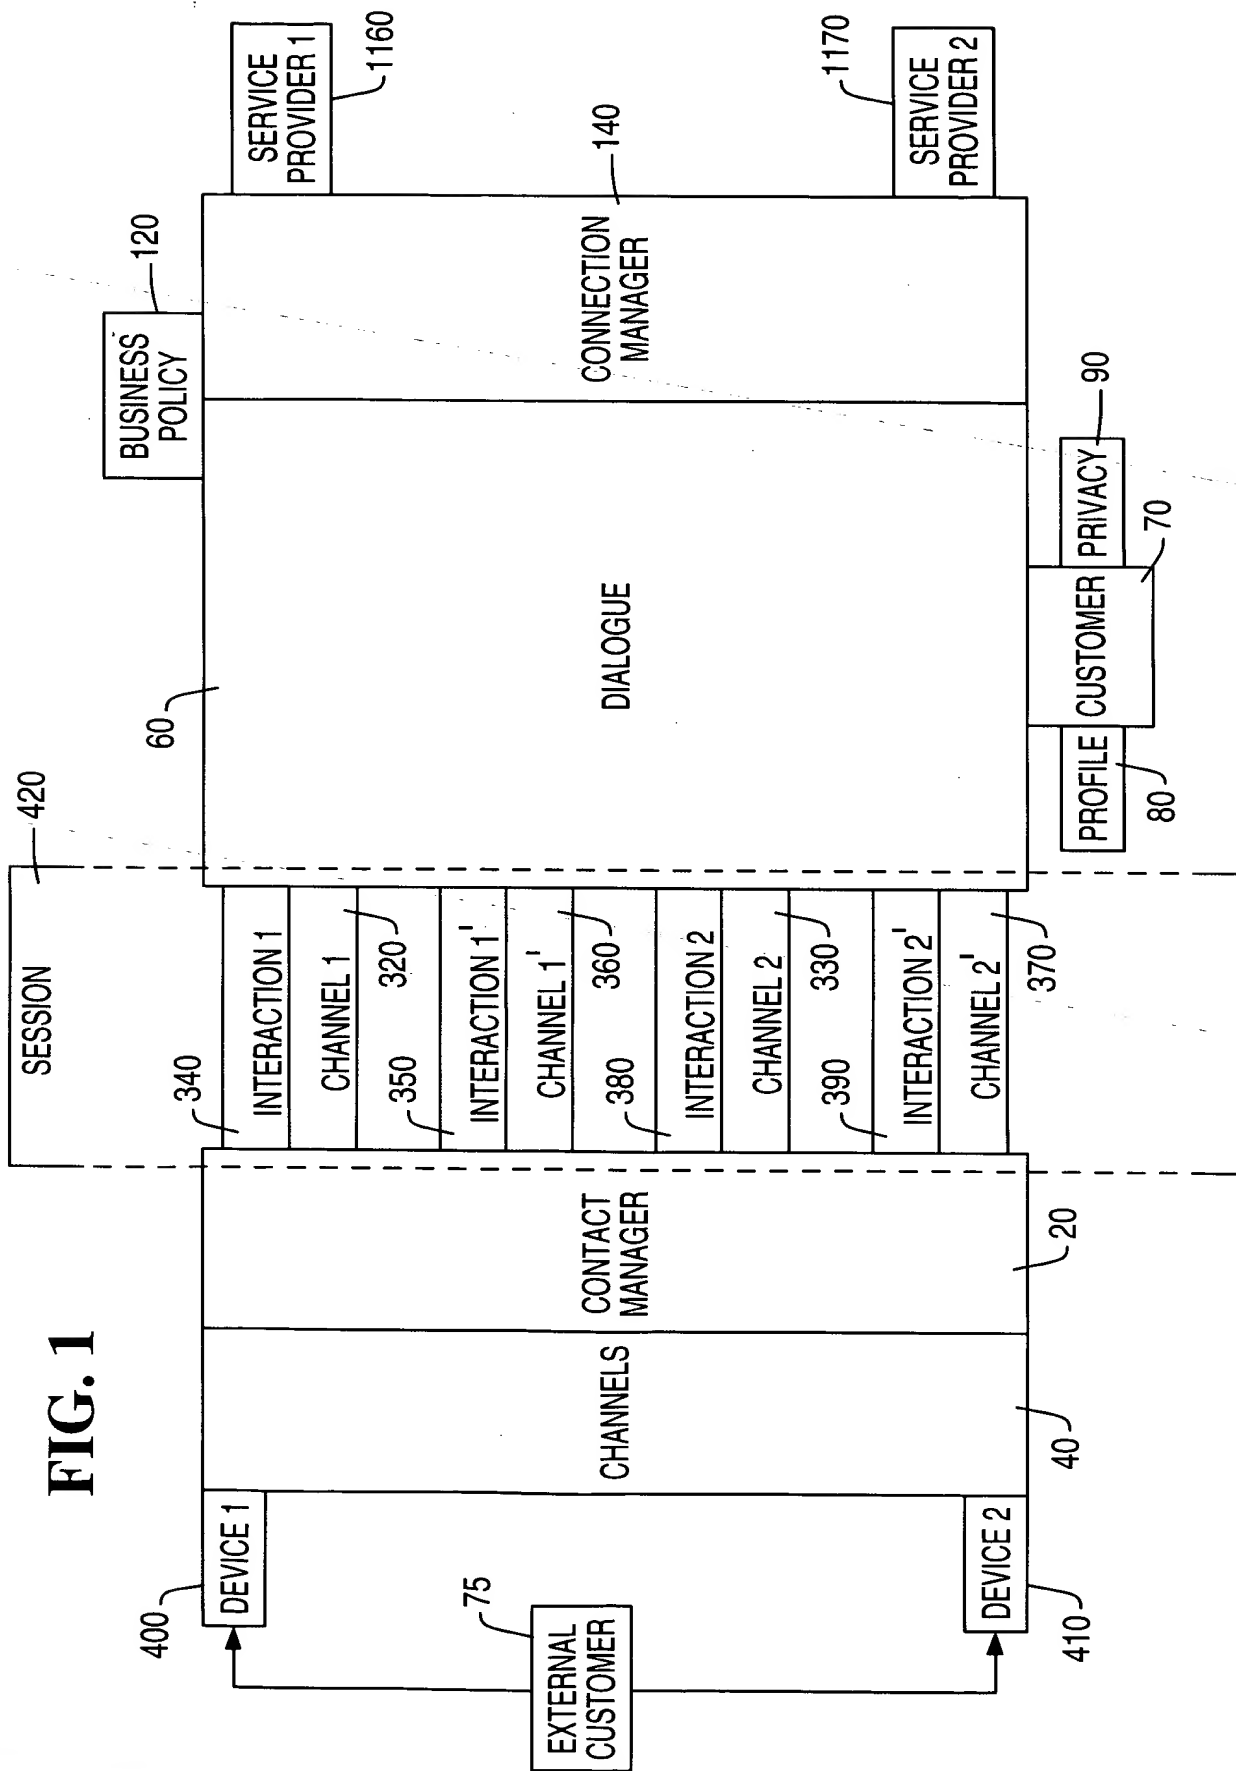 FIG. 1
SESSION
420
BUSINESS
POLICY
120
SERVICE
PROVIDER 1
1160
400
DEVICE 1
340
INTERACTION 1
CHANNEL 1
320
60
350
INTERACTION 1'
CHANNEL 1'
360
75
EXTERNAL
CUSTOMER
CHANNELS
CONTACT
MANAGER
DIALOGUE
CONNECTION
MANAGER
140
380
INTERACTION 2
CHANNEL 2
330
390
INTERACTION 2'
CHANNEL 2'
370
DEVICE 2
410
40
20
SERVICE
PROVIDER 2
1170
PROFILE
80
CUSTOMER
70
PRIVACY
90